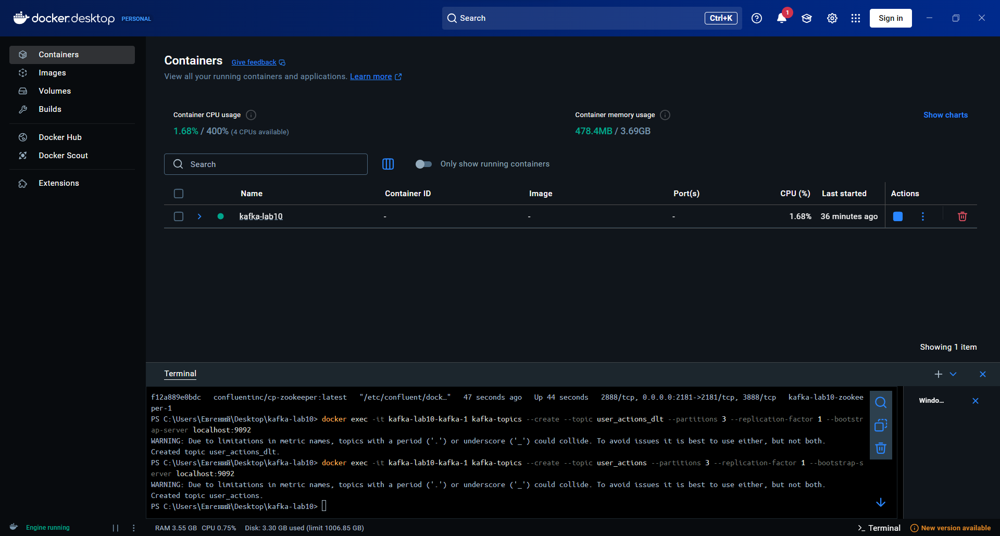 docker.desktop PERSONAL
Search
Ctrl+K
1
Sign in
Containers
Images
Volumes
Builds
Docker Hub
Docker Scout
Extensions
Containers Give feedback
View all your running containers and applications. Learn more
Container CPU usage
1.68% / 400% (4 CPUs available)
Container memory usage
478.4MB / 3.69GB
Show charts
Search
Only show running containers
Name Container ID Image Port(s) CPU (%) Last started Actions
kafka-lab10 - - - 1.68% 36 minutes ago
Showing 1 item
Terminal
f12a889e0bdc confluentinc/cp-zookeeper:latest "/etc/confluent/dock…" 47 seconds ago Up 44 seconds 2888/tcp, 0.0.0.0:2181->2181/tcp, 3888/tcp kafka-lab10-zookee
per-1
PS C:\Users\Евгений\Desktop\kafka-lab10> docker exec -it kafka-lab10-kafka-1 kafka-topics --create --topic user_actions_dlt --partitions 3 --replication-factor 1 --bootstr
ap-server localhost:9092
WARNING: Due to limitations in metric names, topics with a period ('.') or underscore ('_') could collide. To avoid issues it is best to use either, but not both.
Created topic user_actions_dlt.
PS C:\Users\Евгений\Desktop\kafka-lab10> docker exec -it kafka-lab10-kafka-1 kafka-topics --create --topic user_actions --partitions 3 --replication-factor 1 --bootstrap-s
erver localhost:9092
WARNING: Due to limitations in metric names, topics with a period ('.') or underscore ('_') could collide. To avoid issues it is best to use either, but not both.
Created topic user_actions.
PS C:\Users\Евгений\Desktop\kafka-lab10>
Windo...
Engine running
RAM 3.55 GB CPU 0.75% Disk: 3.30 GB used (limit 1006.85 GB)
>_ Terminal
New version available